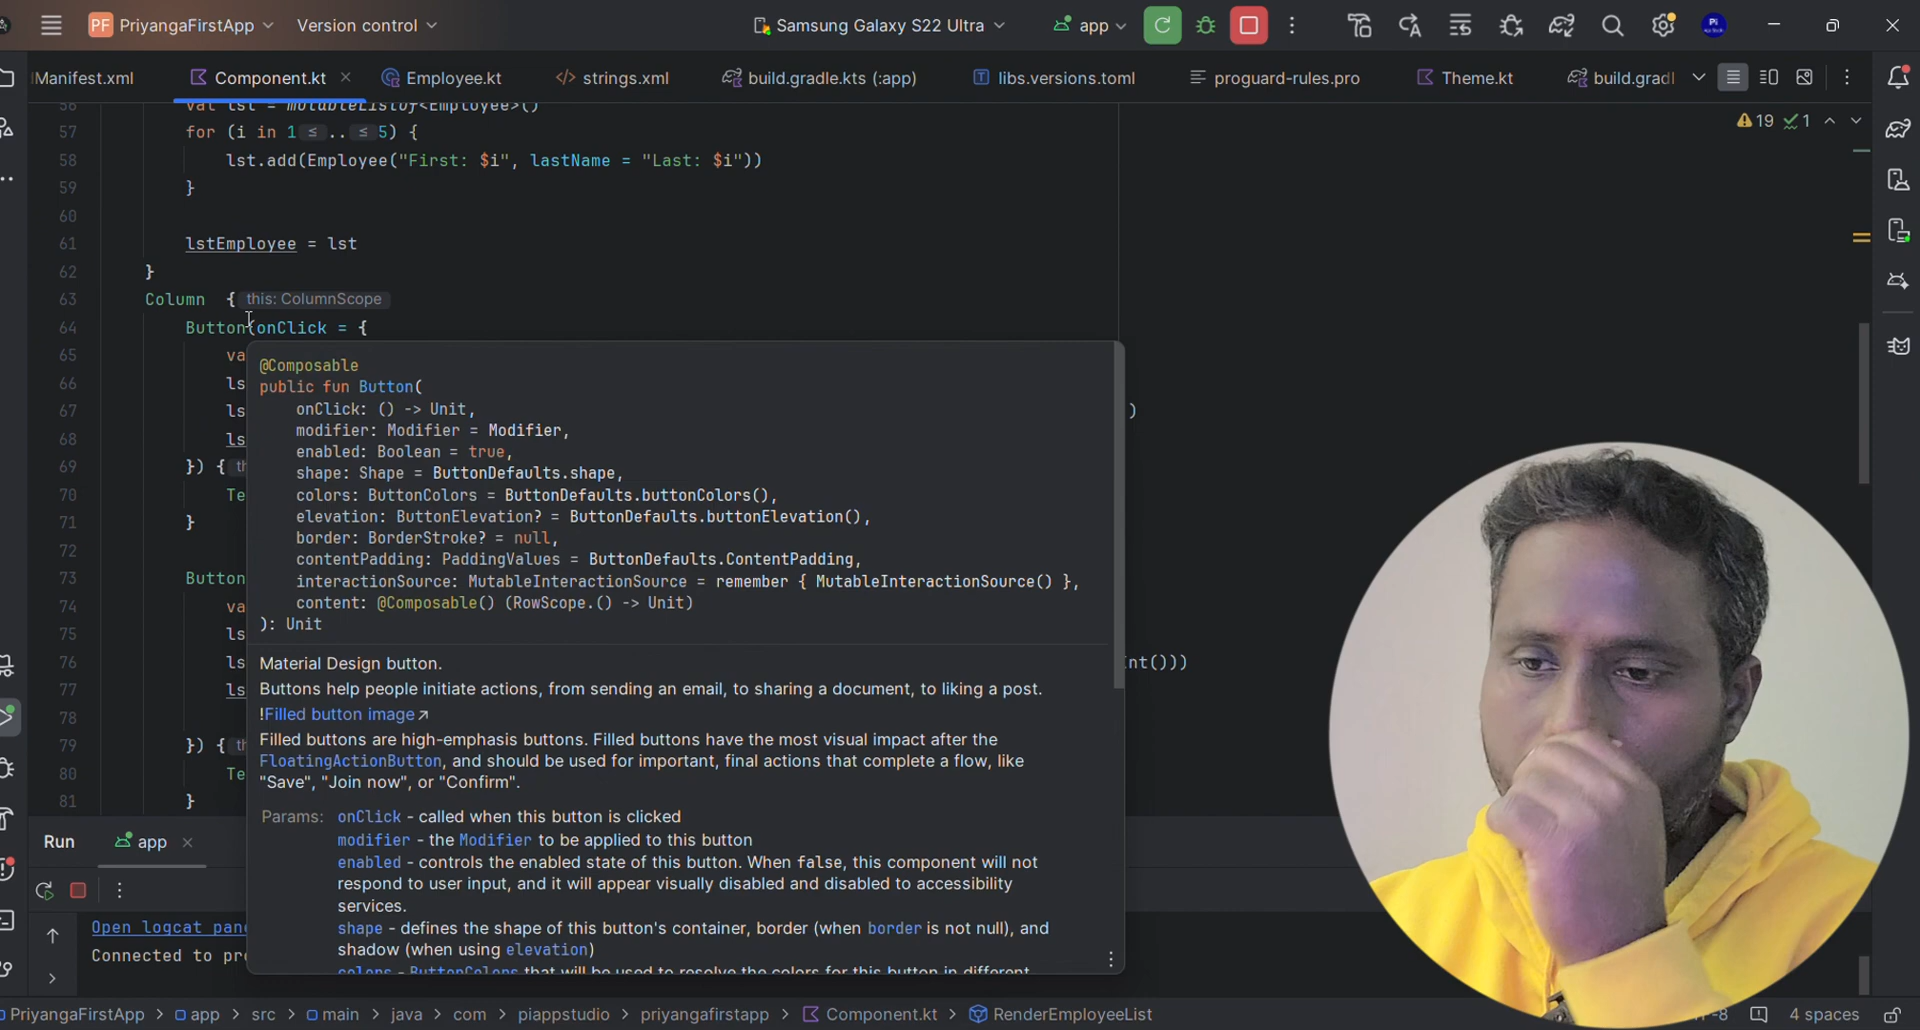 PF PriyangaFirstApp Version control Samsung Galaxy S22 Ultra app Pi
Manifest.xml Component.kt Employee.kt strings.xml build.gradle.kts (:app) libs.versions.toml proguard-rules.pro Theme.kt build.gradl
56 val lst = mutableListOf<Employee>()
19 1
57 for (i in 1 ≤ .. ≤ 5) {
58 lst.add(Employee("First: $i", lastName = "Last: $i"))
59 }
60
61 lstEmployee = lst
62 }
63 Column { this: ColumnScope
64 Button(onClick = {
65 va
66 ls
67 ls )
68 ls
69 }) { th
70 Te
71 }
72
73 Button
74 va
75 ls
76 ls Int()))
77 ls
78
79 }) { th
80 Te
81 }
@Composable
public fun Button(
onClick: () -> Unit,
modifier: Modifier = Modifier,
enabled: Boolean = true,
shape: Shape = ButtonDefaults.shape,
colors: ButtonColors = ButtonDefaults.buttonColors(),
elevation: ButtonElevation? = ButtonDefaults.buttonElevation(),
border: BorderStroke? = null,
contentPadding: PaddingValues = ButtonDefaults.ContentPadding,
interactionSource: MutableInteractionSource = remember { MutableInteractionSource() },
content: @Composable() (RowScope.() -> Unit)
): Unit
Material Design button.
Buttons help people initiate actions, from sending an email, to sharing a document, to liking a post.
!Filled button image↗
Filled buttons are high-emphasis buttons. Filled buttons have the most visual impact after the
FloatingActionButton, and should be used for important, final actions that complete a flow, like
"Save", "Join now", or "Confirm".
Params: onClick - called when this button is clicked
modifier - the Modifier to be applied to this button
enabled - controls the enabled state of this button. When false, this component will not
respond to user input, and it will appear visually disabled and disabled to accessibility
services.
shape - defines the shape of this button's container, border (when border is not null), and
shadow (when using elevation)
colors - ButtonColors that will be used to resolve the colors for this button in different
Run app
Open logcat pan
Connected to pr
PriyangaFirstApp > app > src > main > java > com > piappstudio > priyangafirstapp > Component.kt > RenderEmployeeList
-8 4 spaces